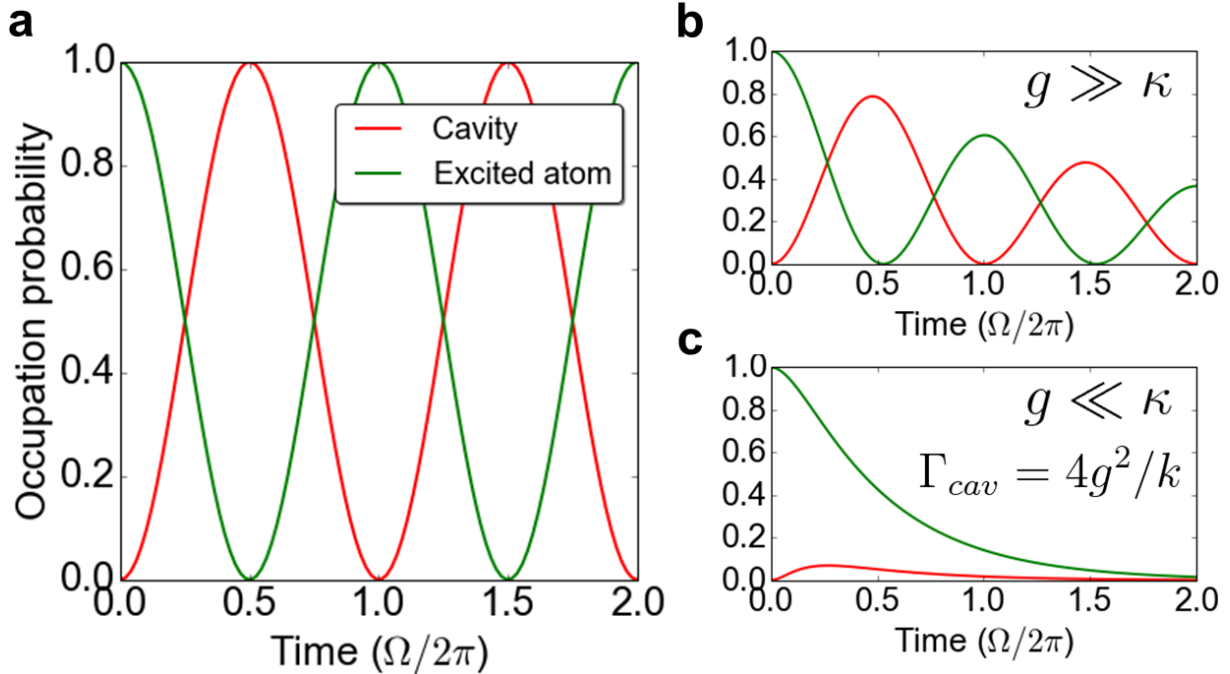 a
1.0
0.8
0.6
0.4
0.2
0.0
Occupation probability
Cavity
Excited atom
0.0 0.5 1.0 1.5 2.0
Time (Ω/2π)
b
1.0
0.8
0.6
0.4
0.2
0.0
g ≫ κ
0.0 0.5 1.0 1.5 2.0
Time (Ω/2π)
c
1.0
0.8
0.6
0.4
0.2
0.0
g ≪ κ
Γcav = 4g²/k
0.0 0.5 1.0 1.5 2.0
Time (Ω/2π)